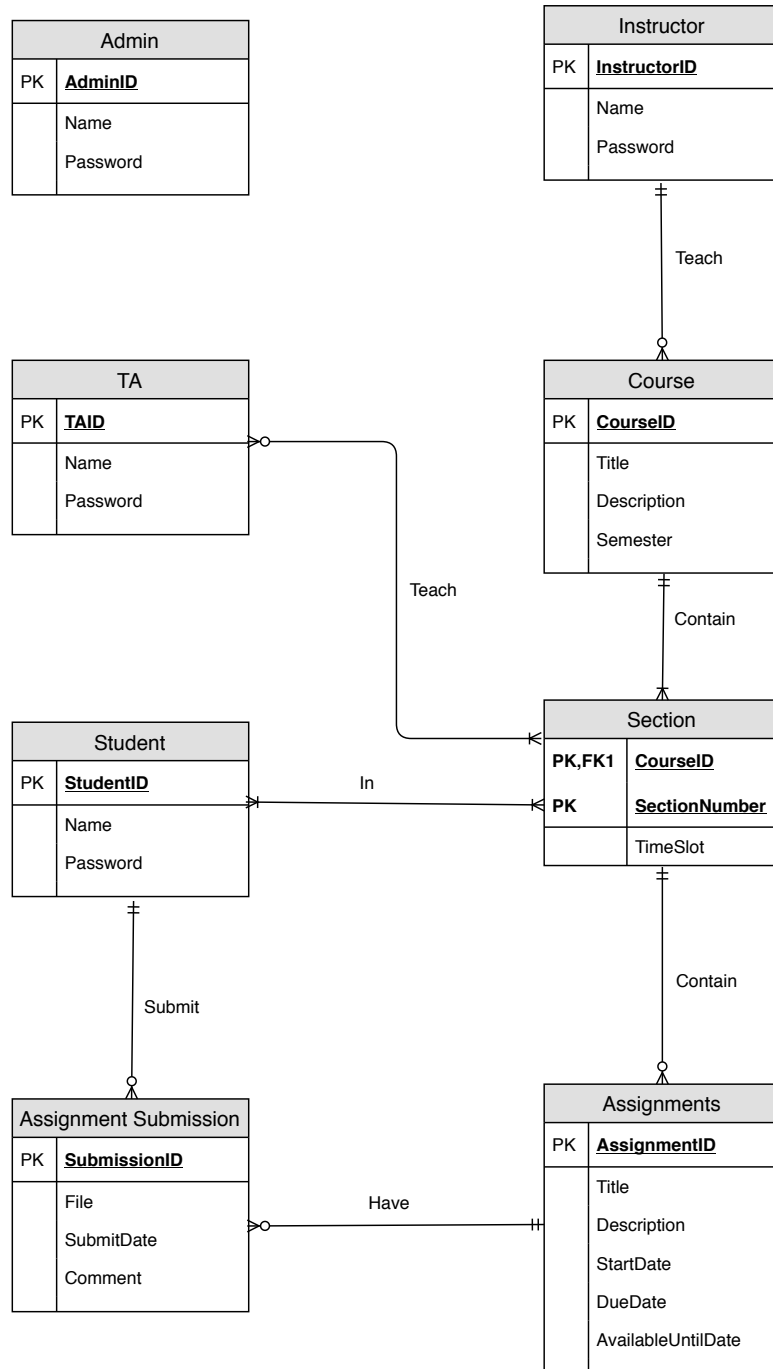 Admin
PK AdminID
Name
Password
Instructor
PK InstructorID
Name
Password
Teach
TA
PK TAID
Name
Password
Course
PK CourseID
Title
Description
Semester
Teach
Contain
Student
PK StudentID
Name
Password
In
Section
PK,FK1 CourseID
PK SectionNumber
TimeSlot
Submit
Contain
Assignment Submission
PK SubmissionID
File
SubmitDate
Comment
Have
Assignments
PK AssignmentID
Title
Description
StartDate
DueDate
AvailableUntilDate